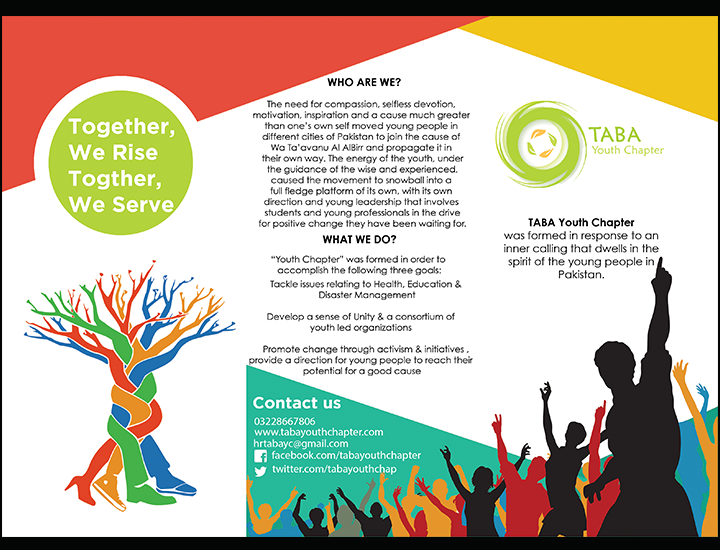 Together,
We Rise
Togther,
We Serve
WHO ARE WE?
The need for compassion, selfless devotion,
motivation, inspiration and a cause much greater
than one's own self moved young people in
different cities of Pakistan to join the cause of
Wa Ta'avanu Al AlBirr and propagate it in
their own way. The energy of the youth, under
the guidance of the wise and experienced.
caused the movement to snowball into a
full fledge platform of its own, with its own
direction and young leadership that involves
students and young professionals in the drive
for positive change they have been waiting for.
WHAT WE DO?
"Youth Chapter" was formed in order to
accomplish the following three goals:
Tackle issues relating to Health, Education &
Disaster Management
Develop a sense of Unity & a consortium of
youth led organizations
Promote change through activism & initiatives ,
provide a direction for young people to reach their
potential for a good cause
Contact us
03228667806
www.tabayouthchapter.com
hrtabayc@gmail.com
facebook.com/tabayouthchapter
twitter.com/tabayouthchap
TABA
Youth Chapter
TABA Youth Chapter
was formed in response to an
inner calling that dwells in the
spirit of the young people in
Pakistan.